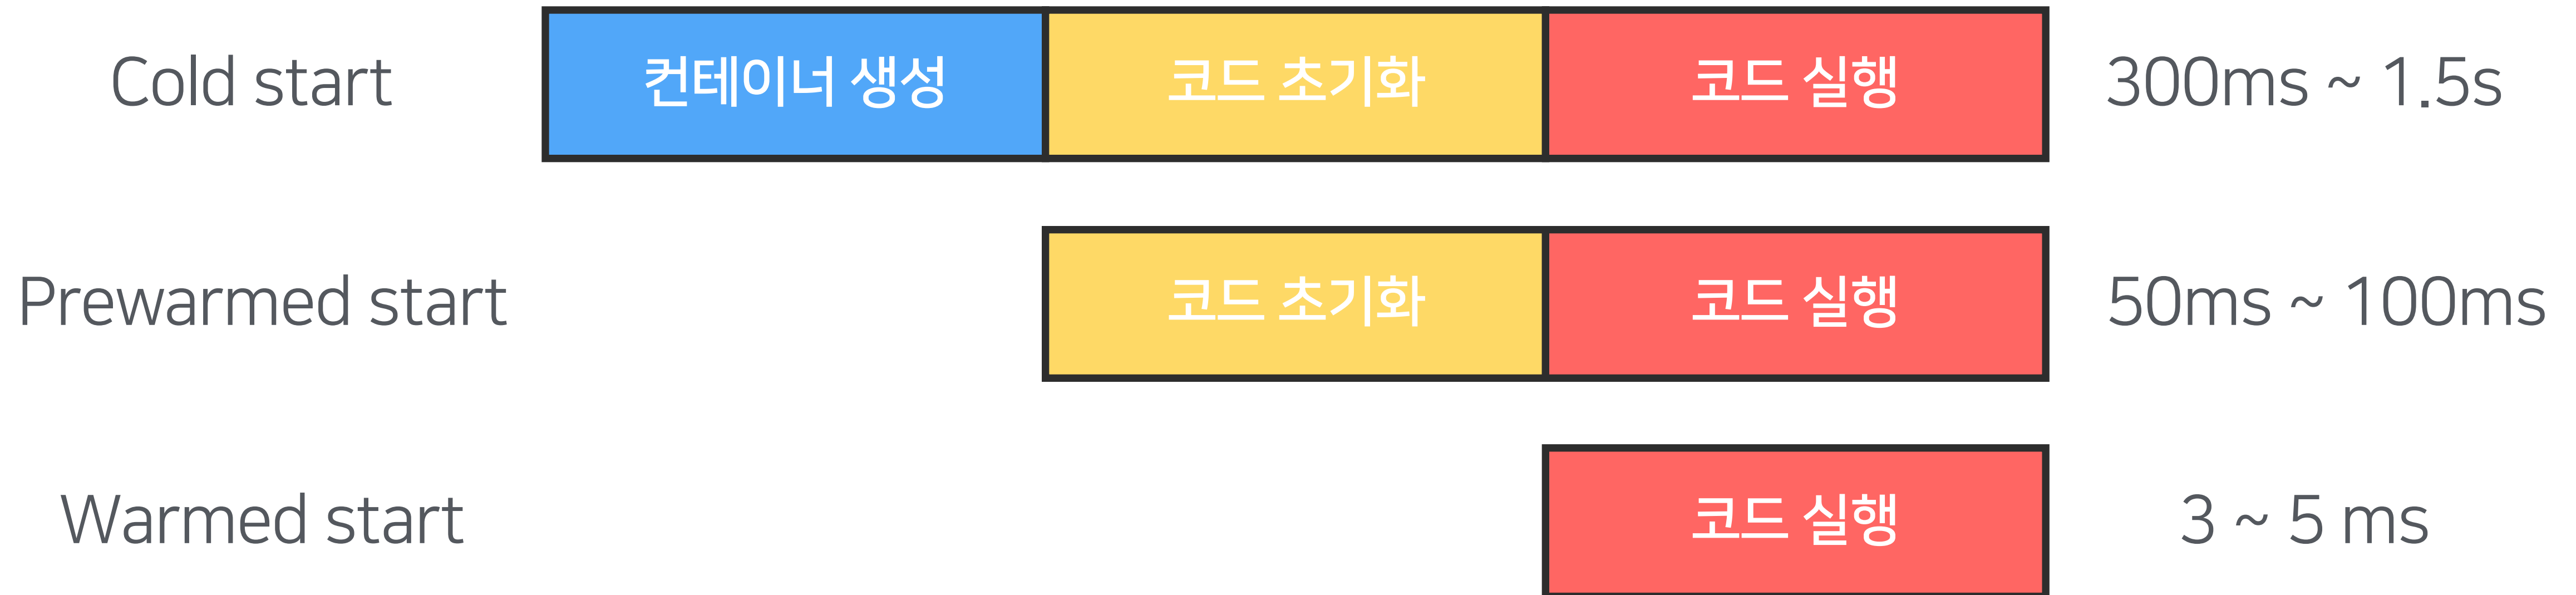 Cold start 컨테이너 생성 코드 초기화 코드 실행 300ms ~ 1.5s
Prewarmed start 코드 초기화 코드 실행 50ms ~ 100ms
Warmed start 코드 실행 3 ~ 5 ms